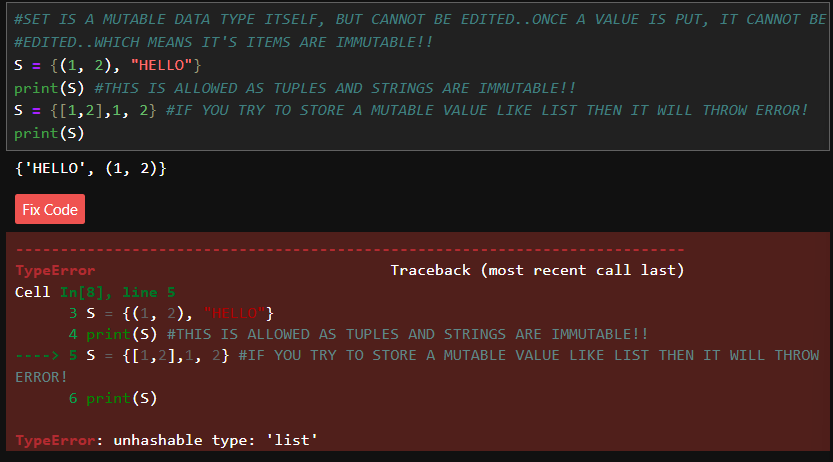 #SET IS A MUTABLE DATA TYPE ITSELF, BUT CANNOT BE EDITED..ONCE A VALUE IS PUT, IT CANNOT BE
#EDITED..WHICH MEANS IT'S ITEMS ARE IMMUTABLE!!
S = {(1, 2), "HELLO"}
print(S) #THIS IS ALLOWED AS TUPLES AND STRINGS ARE IMMUTABLE!!
S = {[1,2],1, 2} #IF YOU TRY TO STORE A MUTABLE VALUE LIKE LIST THEN IT WILL THROW ERROR!
print(S)
{'HELLO', (1, 2)}
Fix Code
---------------------------------------------------------------------------
TypeError                                 Traceback (most recent call last)
Cell In[8], line 5
      3 S = {(1, 2), "HELLO"}
      4 print(S) #THIS IS ALLOWED AS TUPLES AND STRINGS ARE IMMUTABLE!!
----> 5 S = {[1,2],1, 2} #IF YOU TRY TO STORE A MUTABLE VALUE LIKE LIST THEN IT WILL THROW
ERROR!
      6 print(S)
TypeError: unhashable type: 'list'